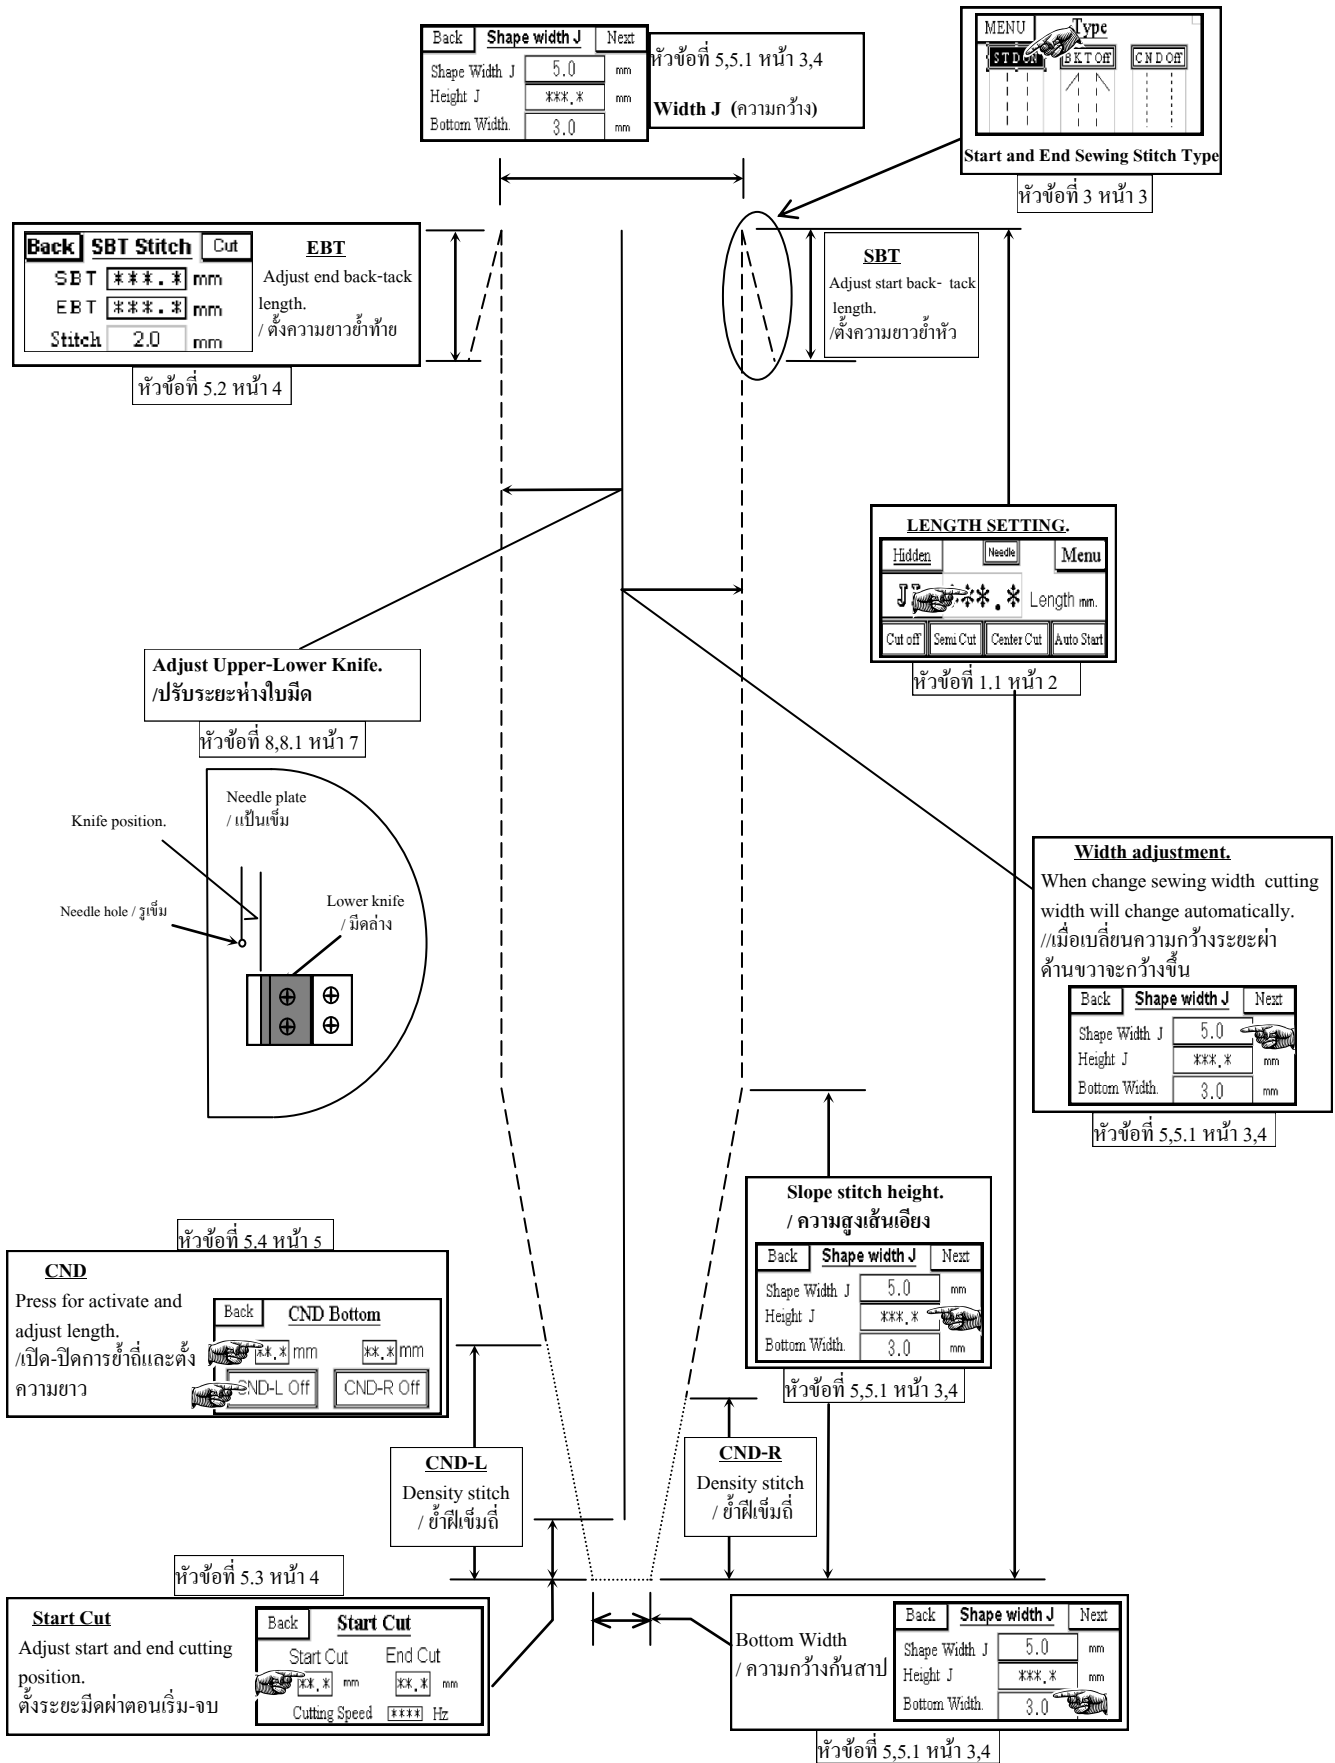 Back Shape width J Next
Shape Width J 5.0 mm
Height J ***.* mm
Bottom Width. 3.0 mm
หัวข้อที่ 5,5.1 หน้า 3,4
Width J (ความกว้าง)
MENU Type
STD ON BKT Off CND Off
Start and End Sewing Stitch Type
หัวข้อที่ 3 หน้า 3
Back SBT Stitch Cut
SBT ***.* mm
EBT ***.* mm
Stitch 2.0 mm
EBT
Adjust end back-tack
length.
/ ตั้งความยาวย้ำท้าย
หัวข้อที่ 5.2 หน้า 4
SBT
Adjust start back- tack
length.
/ตั้งความยาวย้ำหัว
LENGTH SETTING.
Hidden Needle Menu
**.* Length mm.
Cut off Semi Cut Center Cut Auto Start
หัวข้อที่ 1.1 หน้า 2
Adjust Upper-Lower Knife.
/ปรับระยะห่างใบมีด
หัวข้อที่ 8,8.1 หน้า 7
Needle plate
/ แป้นเข็ม
Knife position.
Needle hole / รูเข็ม
Lower knife
/ มีดล่าง
Width adjustment.
When change sewing width cutting
width will change automatically.
//เมื่อเปลี่ยนความกว้างระยะผ่า
ด้านขวาจะกว้างขึ้น
Back Shape width J Next
Shape Width J 5.0
Height J ***.* mm
Bottom Width. 3.0 mm
หัวข้อที่ 5,5.1 หน้า 3,4
Slope stitch height.
/ ความสูงเส้นเอียง
Back Shape width J Next
Shape Width J 5.0 mm
Height J ***.*
Bottom Width. 3.0 mm
หัวข้อที่ 5,5.1 หน้า 3,4
หัวข้อที่ 5.4 หน้า 5
CND
Press for activate and
adjust length.
/เปิด-ปิดการย้ำถี่และตั้ง
ความยาว
Back CND Bottom
**.* mm **.* mm
CND-L Off CND-R Off
CND-L
Density stitch
/ ย้ำฝีเข็มถี่
CND-R
Density stitch
/ ย้ำฝีเข็มถี่
หัวข้อที่ 5.3 หน้า 4
Start Cut
Adjust start and end cutting
position.
ตั้งระยะมีดผ่าตอนเริ่ม-จบ
Back Start Cut
Start Cut End Cut
**.* mm **.* mm
Cutting Speed **** Hz
Bottom Width
/ ความกว้างก้นสาป
Back Shape width J Next
Shape Width J 5.0 mm
Height J ***.* mm
Bottom Width. 3.0
หัวข้อที่ 5,5.1 หน้า 3,4